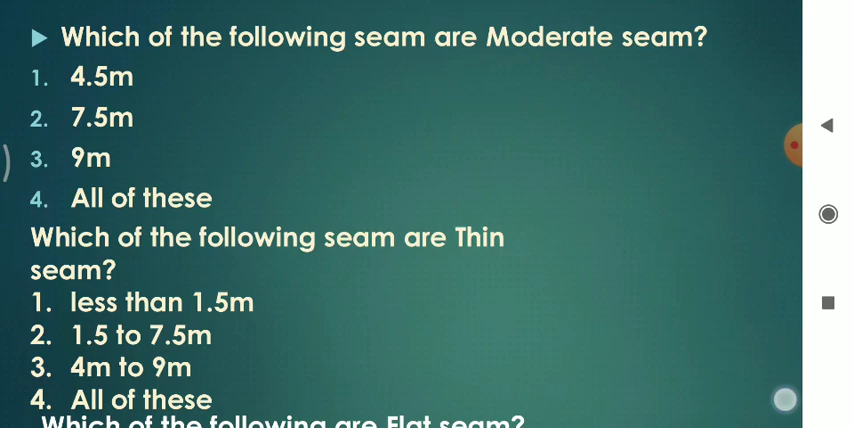 Which of the following seam are Moderate seam?
1. 4.5m
2. 7.5m
3. 9m
4. All of these
Which of the following seam are Thin
seam?
1. less than 1.5m
2. 1.5 to 7.5m
3. 4m to 9m
4. All of these
Which of the following are Flat seam?